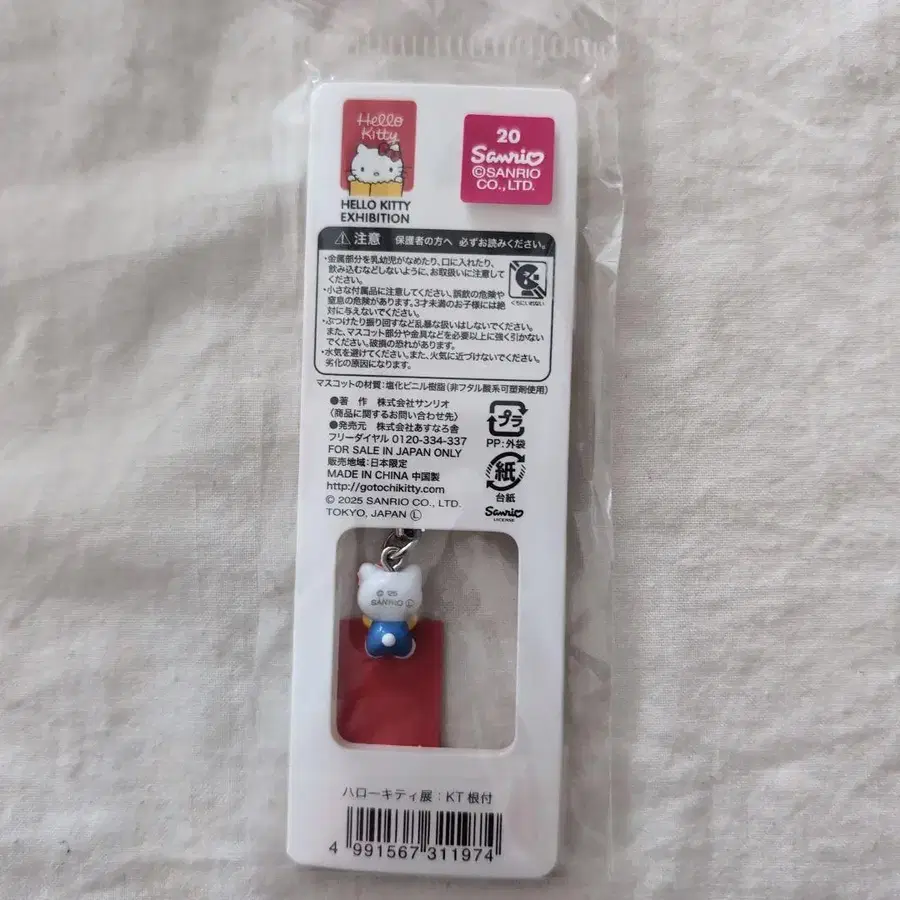 Hello
Kitty
HELLO KITTY
EXHIBITION
20
Sanrio
©SANRIO
CO., LTD.
⚠注意 保護者の方へ 必ずお読みください。
・金属部分を乳幼児がなめたり、口に入れたり、
飲み込むなどしないように、お取扱いに注意して
ください。
・小さな付属品に注意してください。誤飲の危険や
窒息の危険があります。3才未満のお子様には絶
対に与えないでください。
・ぶつけたり振り回すなど乱暴な扱いはしないでください。
また、マスコット部分や金具などを必要以上に強く引かない
でください。破損の恐れがあります。
・水気を避けてください。また、火気に近づけないでください。
劣化の原因になります。
マスコットの材質:塩化ビニル樹脂(非フタル酸系可塑剤使用)
●著 作 株式会社サンリオ
〈商品に関するお問い合わせ先〉
●発売元 株式会社あすなろ舎
フリーダイヤル 0120-334-337
FOR SALE IN JAPAN ONLY
販売地域:日本限定
MADE IN CHINA 中国製
http://gotochikitty.com
© 2025 SANRIO CO., LTD.
TOKYO, JAPAN Ⓛ
プラ
PP:外袋
紙
台紙
Sanrio
LICENSE
© '25
SANRIO Ⓛ
ハローキティ展:KT根付
4 991567 311974